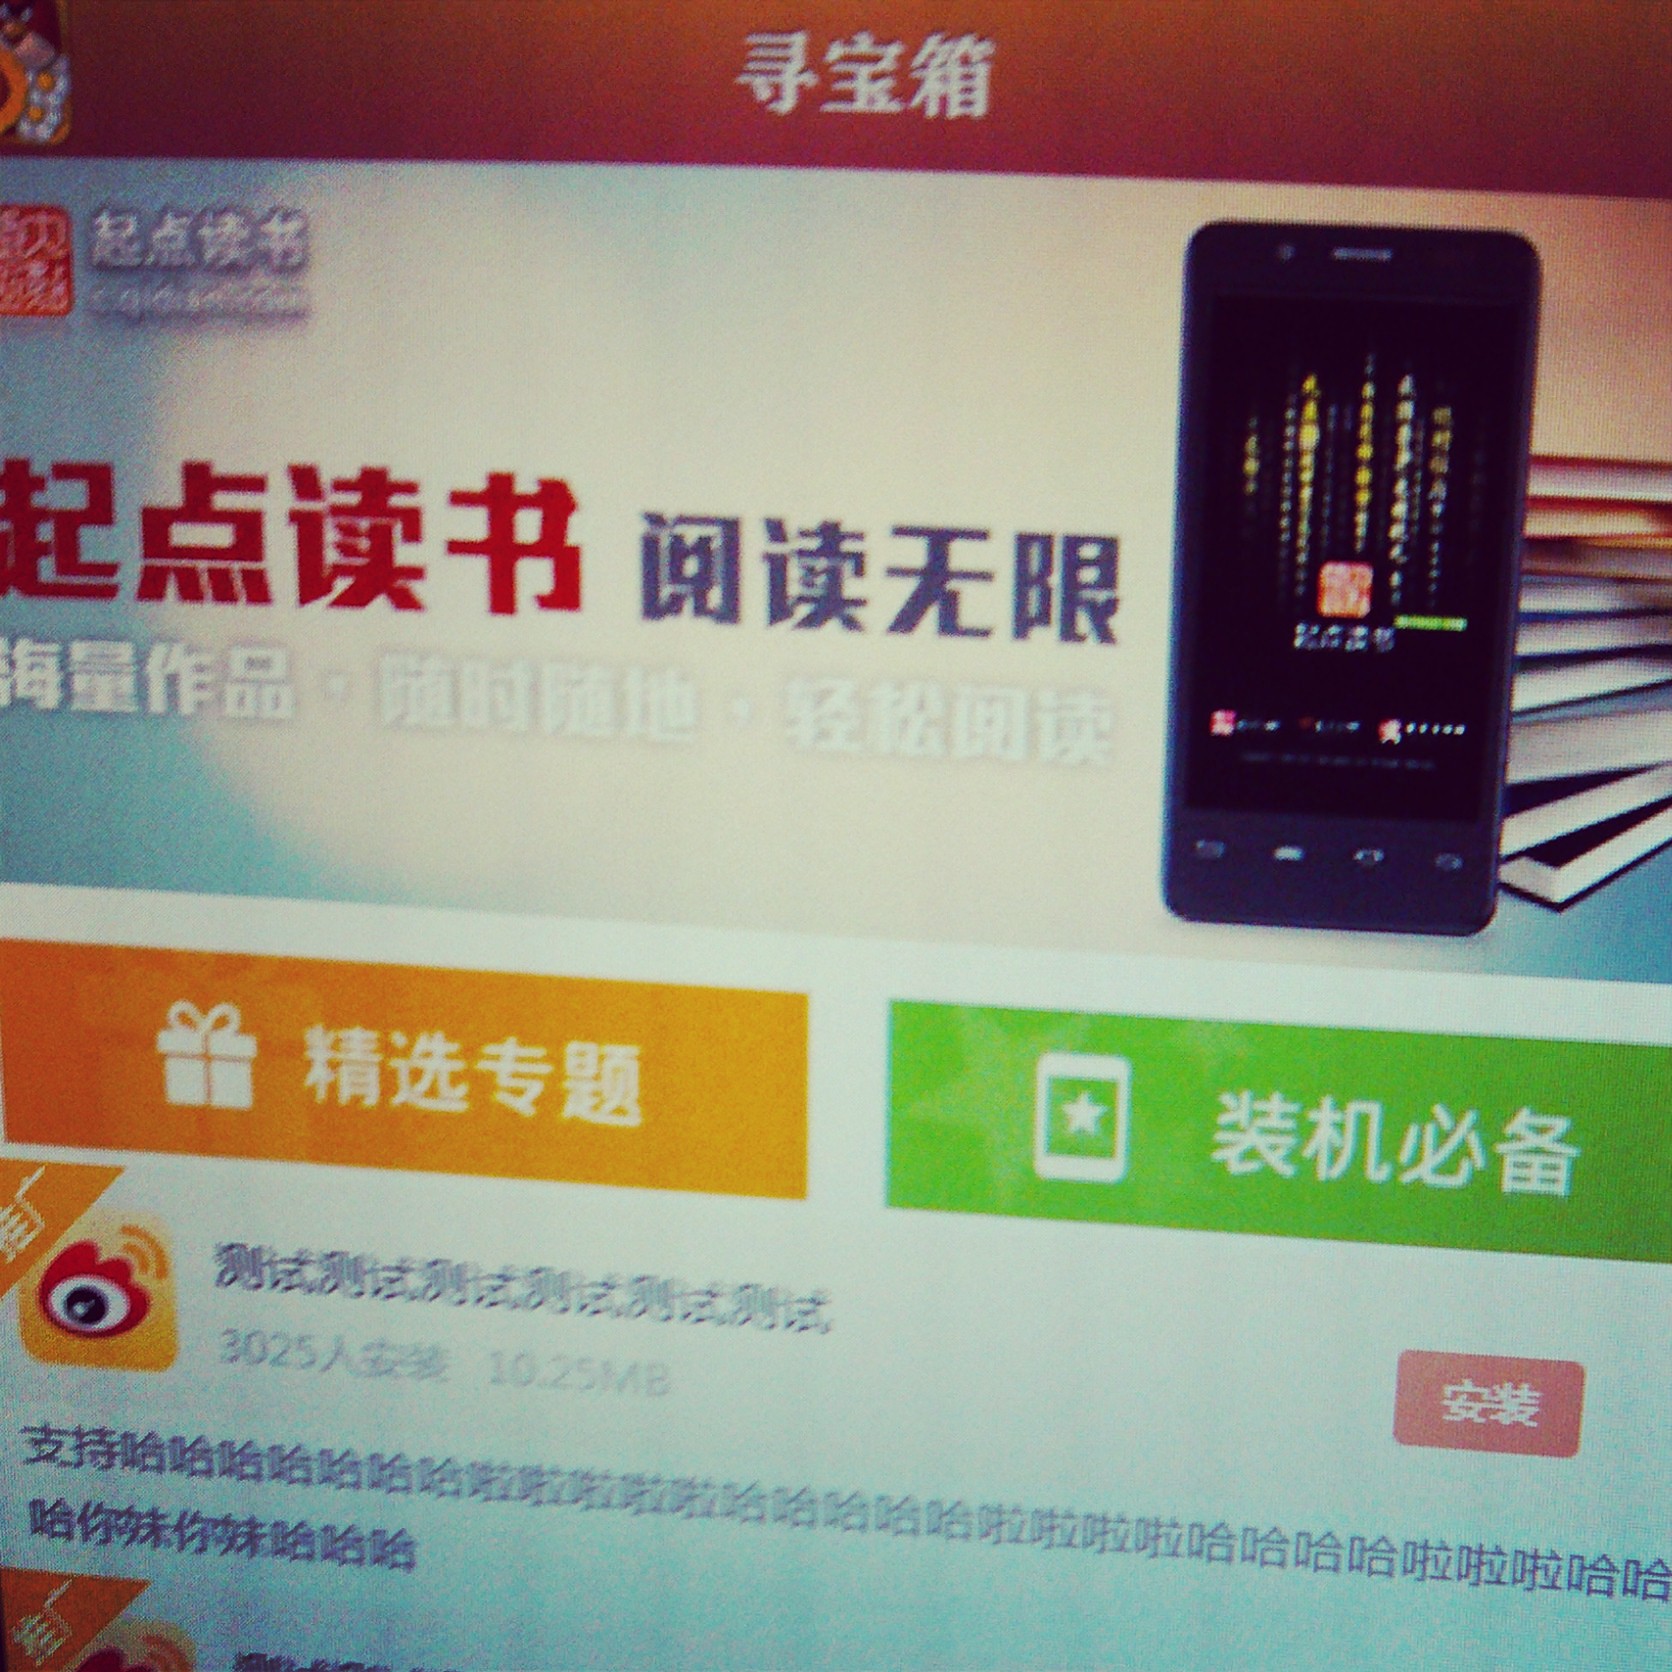 寻宝箱
起点读书
起点读书 阅读无限
海量作品，随时随地，轻松阅读
起点读书
精选专题
装机必备
测试测试测试测试测试测试
3025人安装 10.25MB
安装
支持哈哈哈哈哈哈哈啦啦啦啦啦哈哈哈哈哈啦啦啦啦哈哈哈哈啦啦啦哈哈
哈你妹你妹哈哈哈